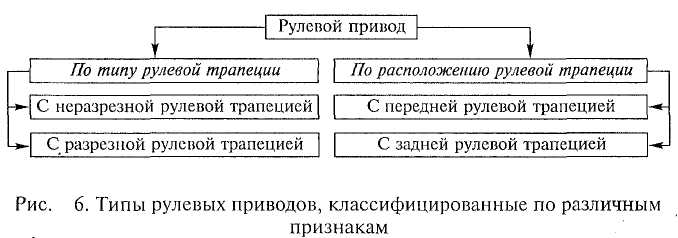 Рулевой привод
По типу рулевой трапеции
По расположению рулевой трапеции
С неразрезной рулевой трапецией
С передней рулевой трапецией
С разрезной рулевой трапецией
С задней рулевой трапецией
Рис. 6. Типы рулевых приводов, классифицированные по различным
признакам